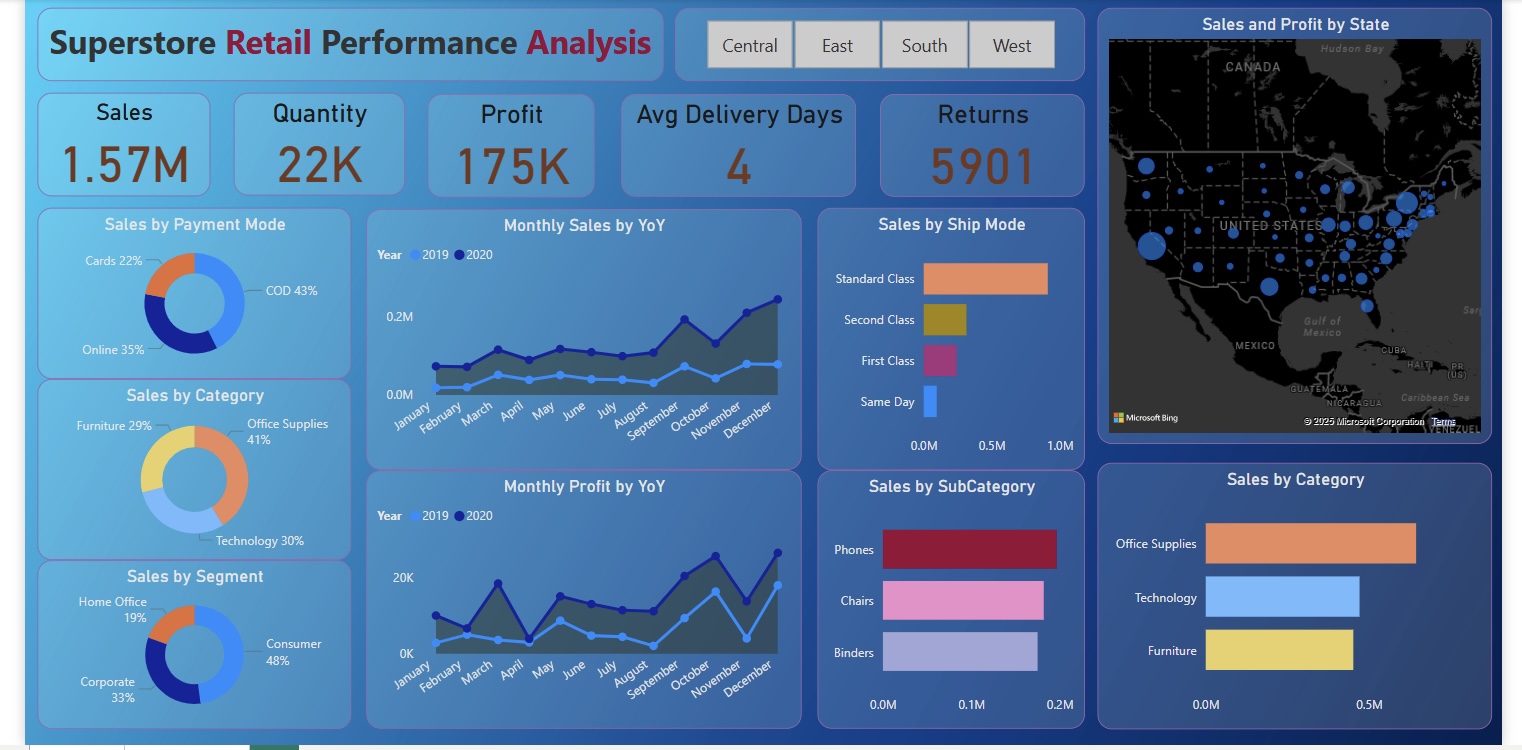 Superstore Retail Performance Analysis
Central
East
South
West
Sales
1.57M
Quantity
22K
Profit
175K
Avg Delivery Days
4
Returns
5901
Sales by Payment Mode
Cards 22%
COD 43%
Online 35%
Sales by Category
Furniture 29%
Office Supplies
41%
Technology 30%
Sales by Segment
Home Office
19%
Consumer
48%
Corporate
33%
Monthly Sales by YoY
Year 2019 2020
0.2M
0.0M
January
February
March
April
May
June
July
August
September
October
November
December
Monthly Profit by YoY
Year 2019 2020
20K
0K
January
February
March
April
May
June
July
August
September
October
November
December
Sales by Ship Mode
Standard Class
Second Class
First Class
Same Day
0.0M 0.5M 1.0M
Sales by SubCategory
Phones
Chairs
Binders
0.0M 0.1M 0.2M
Sales and Profit by State
Hudson Bay
CANADA
UNITED STATES
MEXICO
Gulf of
Mexico
CUBA
HAITI
PR
(US)
GUATEMALA
NICARAGUA
Caribbean Sea
Microsoft Bing
© 2025 Microsoft Corporation Terms
Sales by Category
Office Supplies
Technology
Furniture
0.0M 0.5M